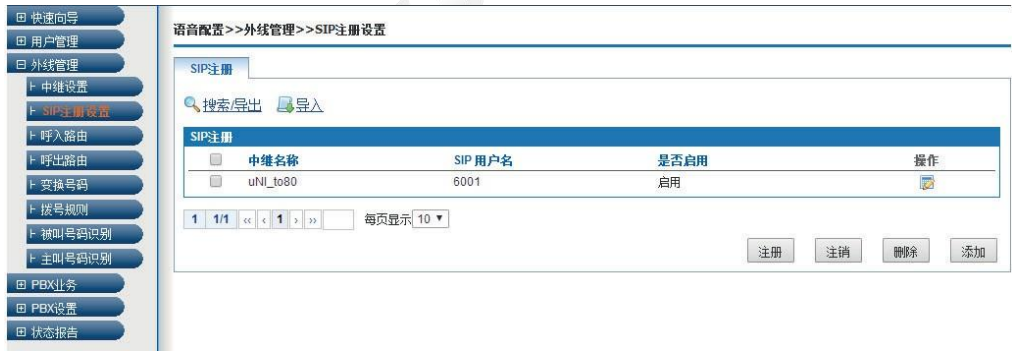 快速向导
用户管理
外线管理
中继设置
SIP注册设置
呼入路由
呼出路由
变换号码
拨号规则
被叫号码识别
主叫号码识别
PBX业务
PBX设置
状态报告
语音配置>>外线管理>>SIP注册设置
SIP注册
搜索/导出 导入
SIP注册
中继名称 SIP 用户名 是否启用 操作
uNI_to80 6001 启用
1 1/1 « ‹ 1 › » 每页显示 10 ▼
注册 注销 删除 添加